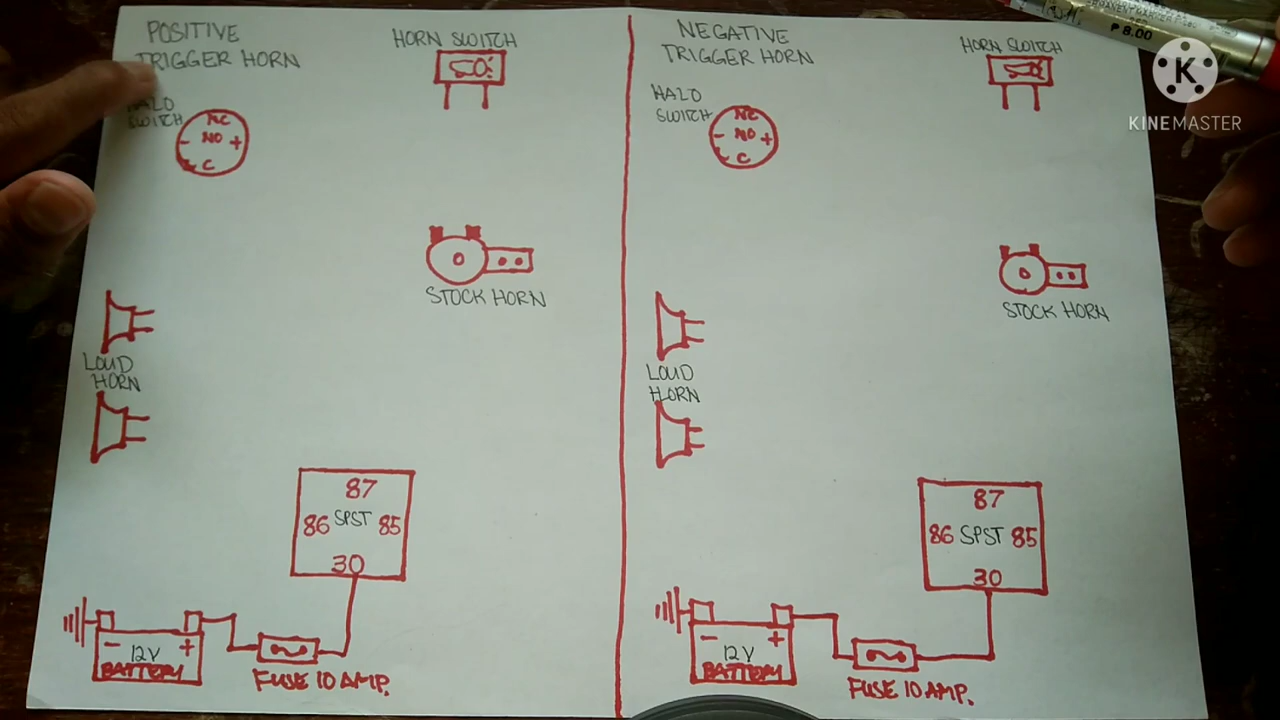 POSITIVE
TRIGGER HORN
HORN SWITCH
HALO
SWITCH
NC
- NO +
C
STOCK HORN
LOUD
HORN
87
86 SPST 85
30
- +
12V
BATTERY
FUSE 10 AMP.
NEGATIVE
TRIGGER HORN
HORN SWITCH
HALO
SWITCH
NC
- NO +
C
STOCK HORN
LOUD
HORN
87
86 SPST 85
30
- +
12V
BATTERY
FUSE 10 AMP.
₱ 8.00
K
KINEMASTER